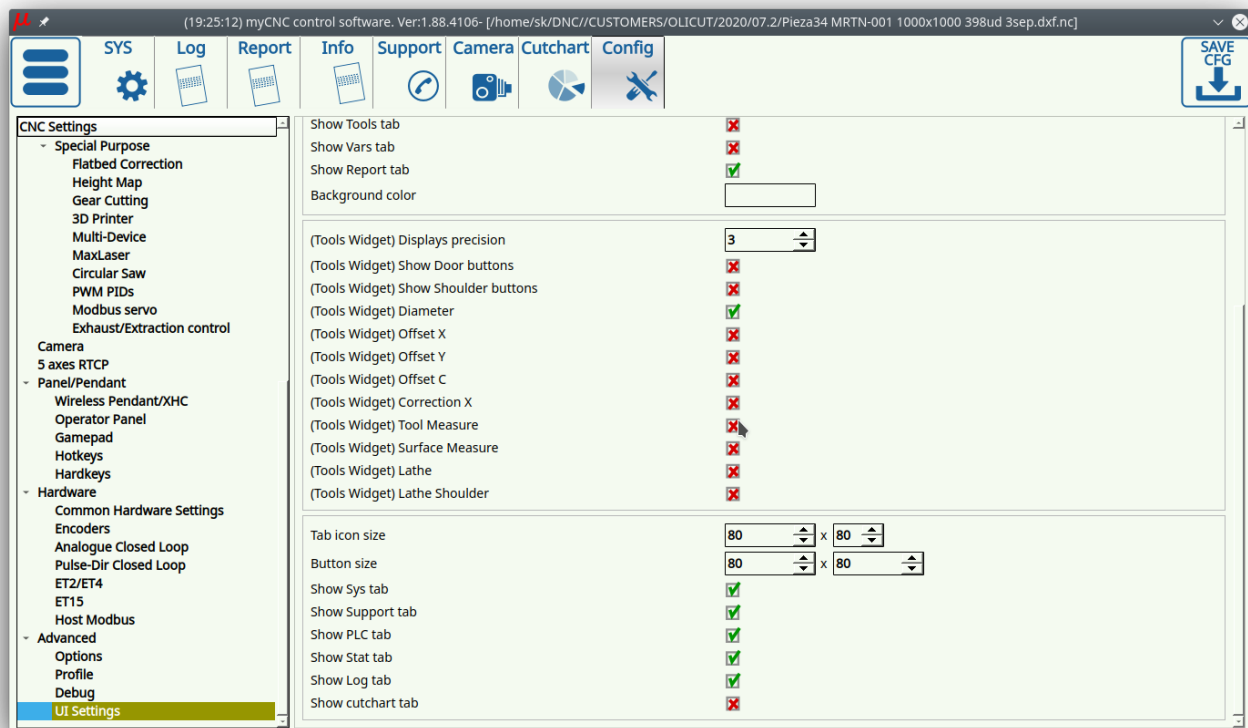 (19:25:12) myCNC control software. Ver:1.88.4106- [/home/sk/DNC//CUSTOMERS/OLICUT/2020/07.2/Pieza34 MRTN-001 1000x1000 398ud 3sep.dxf.nc]
SYS Log Report Info Support Camera Cutchart Config SAVE CFG
CNC Settings
Special Purpose
Flatbed Correction
Height Map
Gear Cutting
3D Printer
Multi-Device
MaxLaser
Circular Saw
PWM PIDs
Modbus servo
Exhaust/Extraction control
Camera
5 axes RTCP
Panel/Pendant
Wireless Pendant/XHC
Operator Panel
Gamepad
Hotkeys
Hardkeys
Hardware
Common Hardware Settings
Encoders
Analogue Closed Loop
Pulse-Dir Closed Loop
ET2/ET4
ET15
Host Modbus
Advanced
Options
Profile
Debug
UI Settings
Show Tools tab
Show Vars tab
Show Report tab
Background color
(Tools Widget) Displays precision 3
(Tools Widget) Show Door buttons
(Tools Widget) Show Shoulder buttons
(Tools Widget) Diameter
(Tools Widget) Offset X
(Tools Widget) Offset Y
(Tools Widget) Offset C
(Tools Widget) Correction X
(Tools Widget) Tool Measure
(Tools Widget) Surface Measure
(Tools Widget) Lathe
(Tools Widget) Lathe Shoulder
Tab icon size 80 x 80
Button size 80 x 80
Show Sys tab
Show Support tab
Show PLC tab
Show Stat tab
Show Log tab
Show cutchart tab